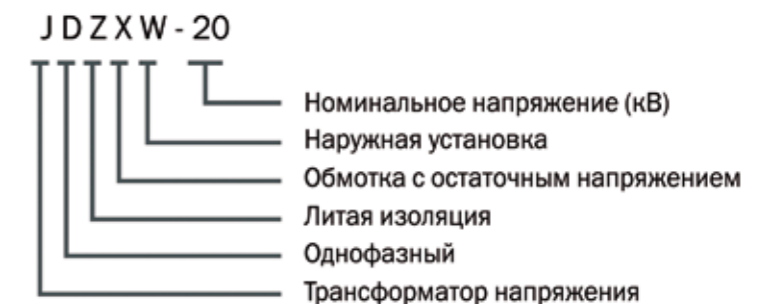 JDZXW-20
Номинальное напряжение (кВ)
Наружная установка
Обмотка с остаточным напряжением
Литая изоляция
Однофазный
Трансформатор напряжения